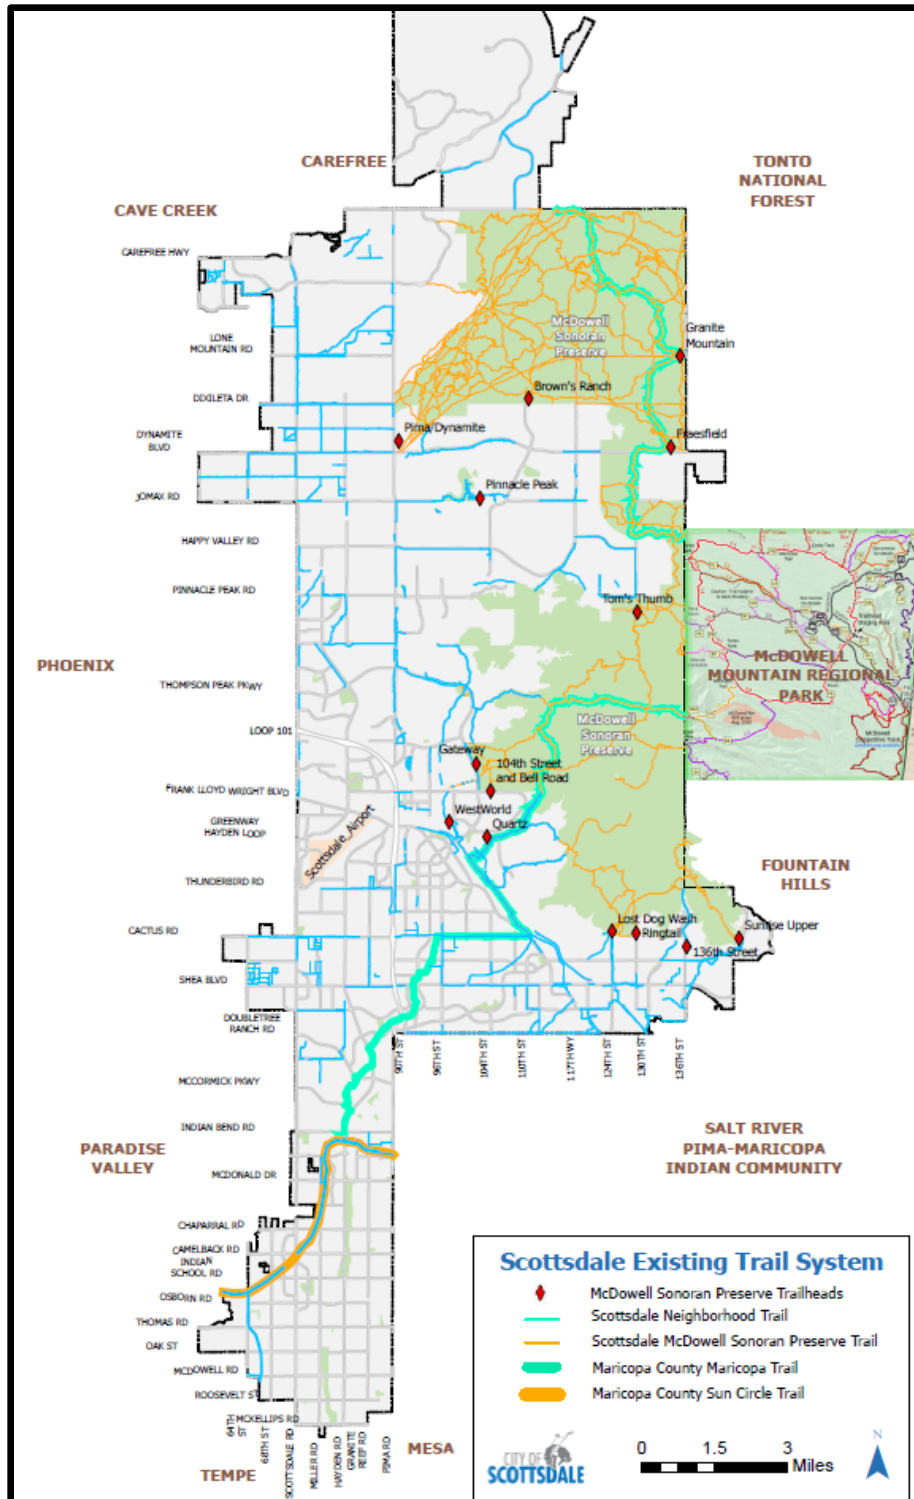 CAREFREE
TONTO
NATIONAL
FOREST
CAVE CREEK
CAREFREE HWY
LONE
MOUNTAIN RD
McDowell
Sonoran
Preserve
Granite
Mountain
DIXILETA DR
Brown's Ranch
DYNAMITE
BLVD
Pima/Dynamite
Fraesfield
JOMAX RD
Pinnacle Peak
HAPPY VALLEY RD
PINNACLE PEAK RD
Tom's Thumb
PHOENIX
McDOWELL
MOUNTAIN REGIONAL
PARK
THOMPSON PEAK PKWY
McDowell
Sonoran
Preserve
LOOP 101
Gateway
104th Street
and Bell Road
FRANK LLOYD WRIGHT BLVD
WestWorld
GREENWAY
HAYDEN LOOP
Quartz
Scottsdale Airport
THUNDERBIRD RD
FOUNTAIN
HILLS
CACTUS RD
Lost Dog Wash
Ringtail
Sunrise Upper
136th Street
SHEA BLVD
DOUBLETREE
RANCH RD
90TH ST
96TH ST
104TH ST
110TH ST
117TH WY
124TH ST
130TH ST
136TH ST
MCCORMICK PKWY
INDIAN BEND RD
SALT RIVER
PIMA-MARICOPA
INDIAN COMMUNITY
PARADISE
VALLEY
MCDONALD DR
CHAPARRAL RD
CAMELBACK RD
INDIAN
SCHOOL RD
OSBORN RD
THOMAS RD
OAK ST
MCDOWELL RD
ROOSEVELT ST
MCKELLIPS RD
64TH
ST
68TH ST
SCOTTSDALE RD
MILLER RD
HAYDEN RD
GRANITE
REEF RD
PIMA RD
MESA
TEMPE
Scottsdale Existing Trail System
McDowell Sonoran Preserve Trailheads
Scottsdale Neighborhood Trail
Scottsdale McDowell Sonoran Preserve Trail
Maricopa County Maricopa Trail
Maricopa County Sun Circle Trail
CITY OF
SCOTTSDALE
0 1.5 3
Miles
N